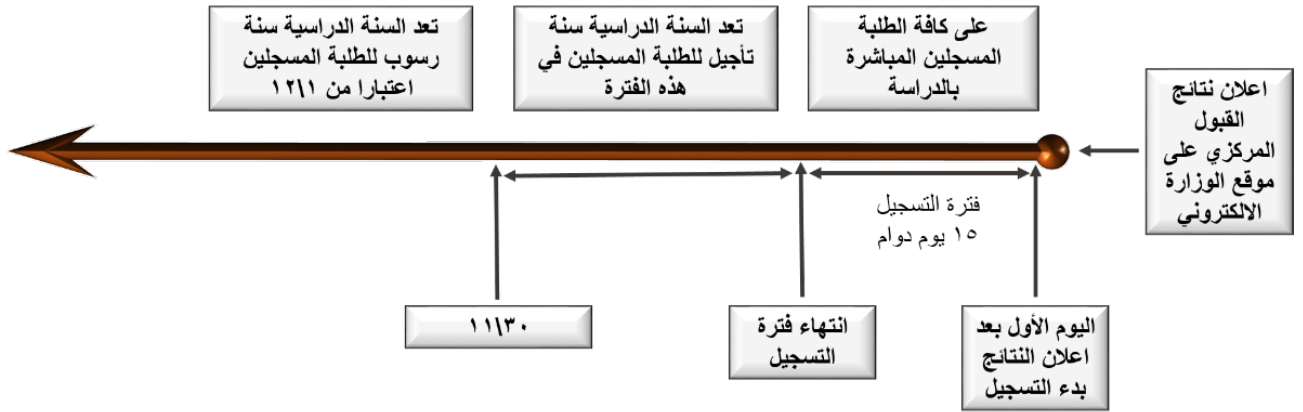 اعلان نتائج
القبول
المركزي على
موقع الوزارة
الالكتروني
على كافة الطلبة
المسجلين المباشرة
بالدراسة
تعد السنة الدراسية سنة
تأجيل للطلبة المسجلين في
هذه الفترة
تعد السنة الدراسية سنة
رسوب للطلبة المسجلين
اعتبارا من ١\١٢
فترة التسجيل
١٥ يوم دوام
اليوم الأول بعد
اعلان النتائج
بدء التسجيل
انتهاء فترة
التسجيل
٣٠\١١